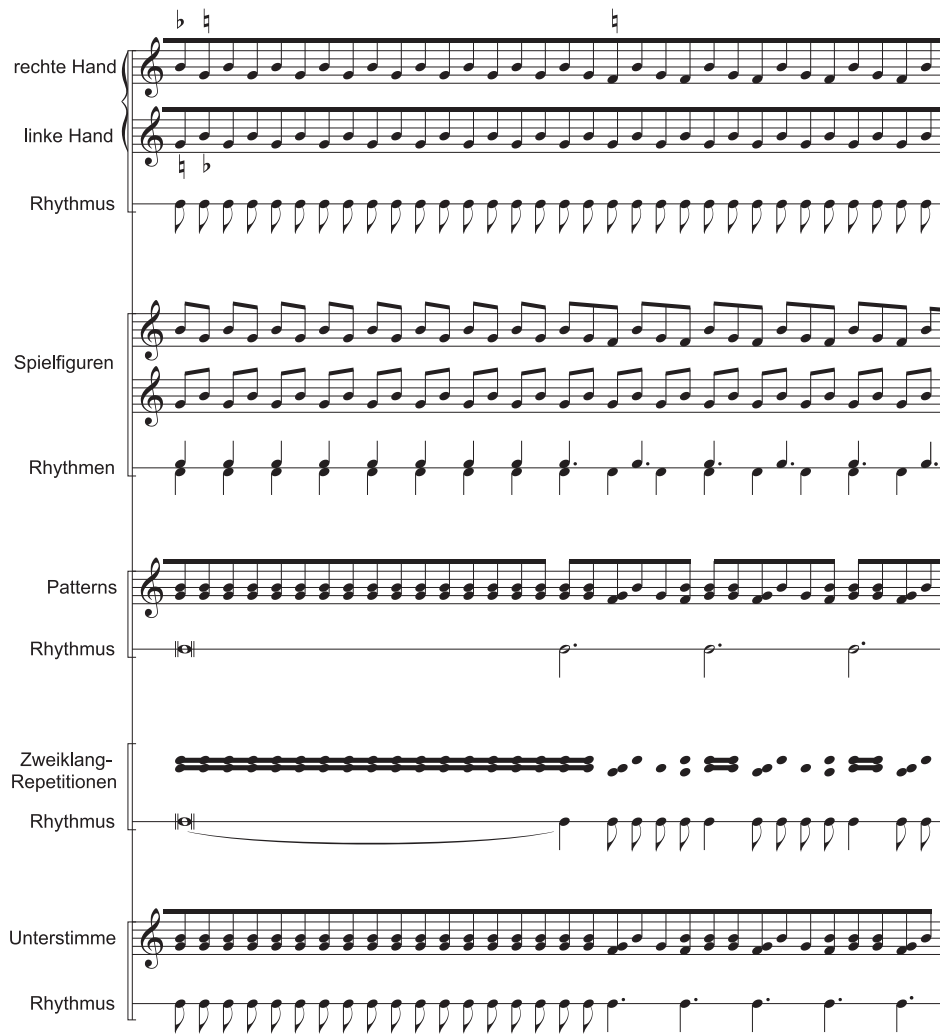 rechte Hand
linke Hand
Rhythmus
Spielfiguren
Rhythmen
Patterns
Rhythmus
Zweiklang-
Repetitionen
Rhythmus
Unterstimme
Rhythmus